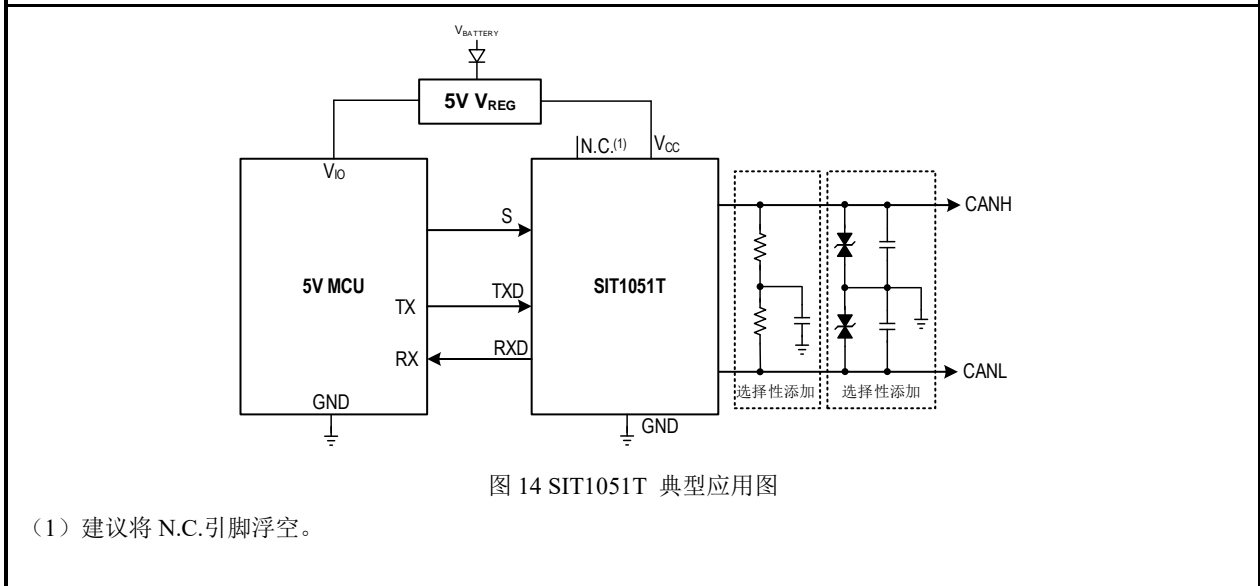 VBATTERY
5V VREG
N.C.(1) VCC
VIO
CANH
S
5V MCU SIT1051T
TX TXD
RX RXD
CANL
选择性添加 选择性添加
GND
GND
图 14 SIT1051T 典型应用图
（1）建议将 N.C.引脚浮空。